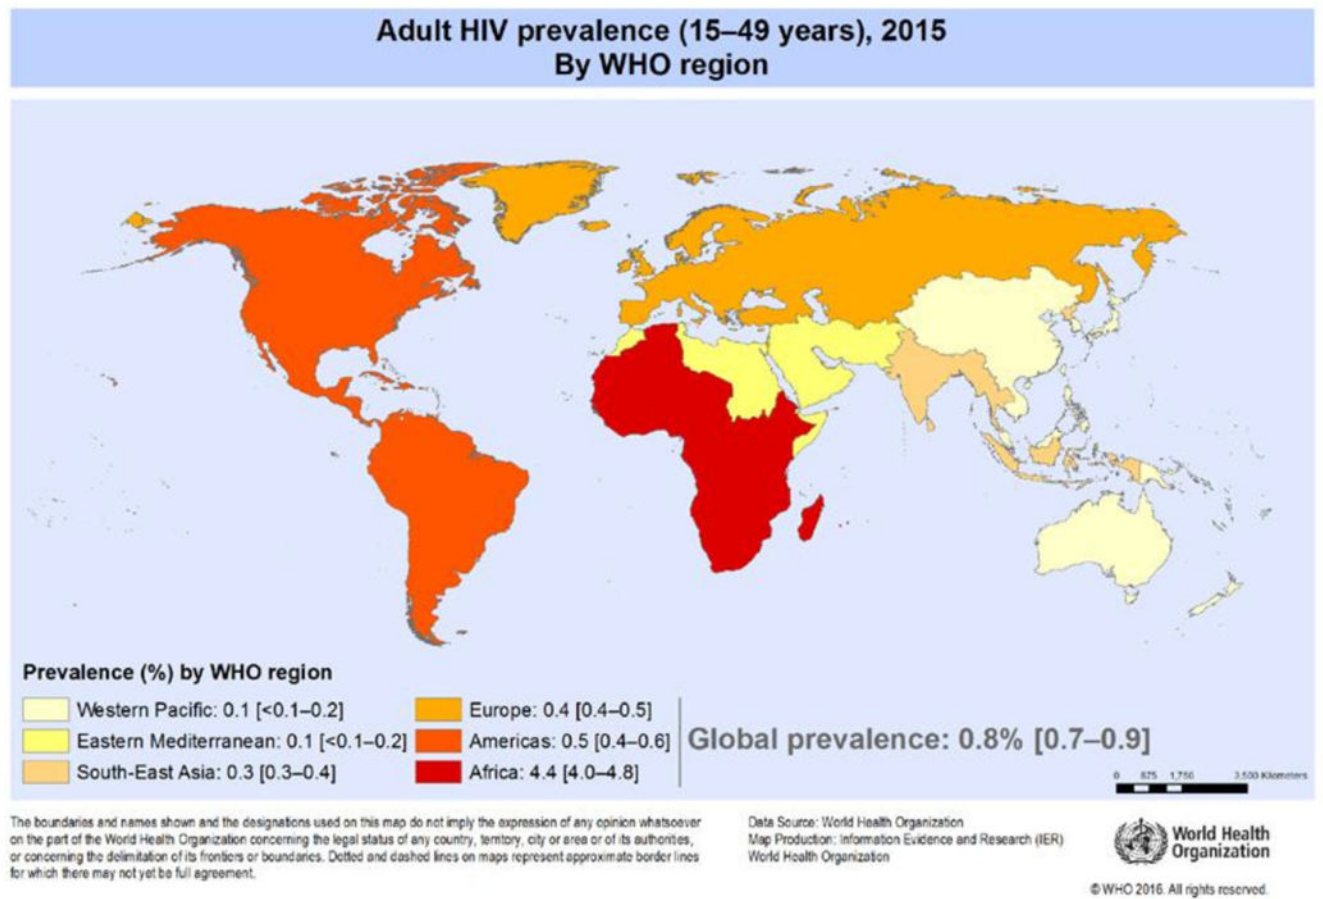 Adult HIV prevalence (15–49 years), 2015
By WHO region
Prevalence (%) by WHO region
Western Pacific: 0.1 [<0.1–0.2]
Eastern Mediterranean: 0.1 [<0.1–0.2]
South-East Asia: 0.3 [0.3–0.4]
Europe: 0.4 [0.4–0.5]
Americas: 0.5 [0.4–0.6]
Africa: 4.4 [4.0–4.8]
Global prevalence: 0.8% [0.7–0.9]
0 875 1,750 3,500 Kilometers
The boundaries and names shown and the designations used on this map do not imply the expression of any opinion whatsoever
on the part of the World Health Organization concerning the legal status of any country, territory, city or area or of its authorities,
or concerning the delimitation of its frontiers or boundaries. Dotted and dashed lines on maps represent approximate border lines
for which there may not yet be full agreement.
Data Source: World Health Organization
Map Production: Information Evidence and Research (IER)
World Health Organization
World Health
Organization
© WHO 2016. All rights reserved.